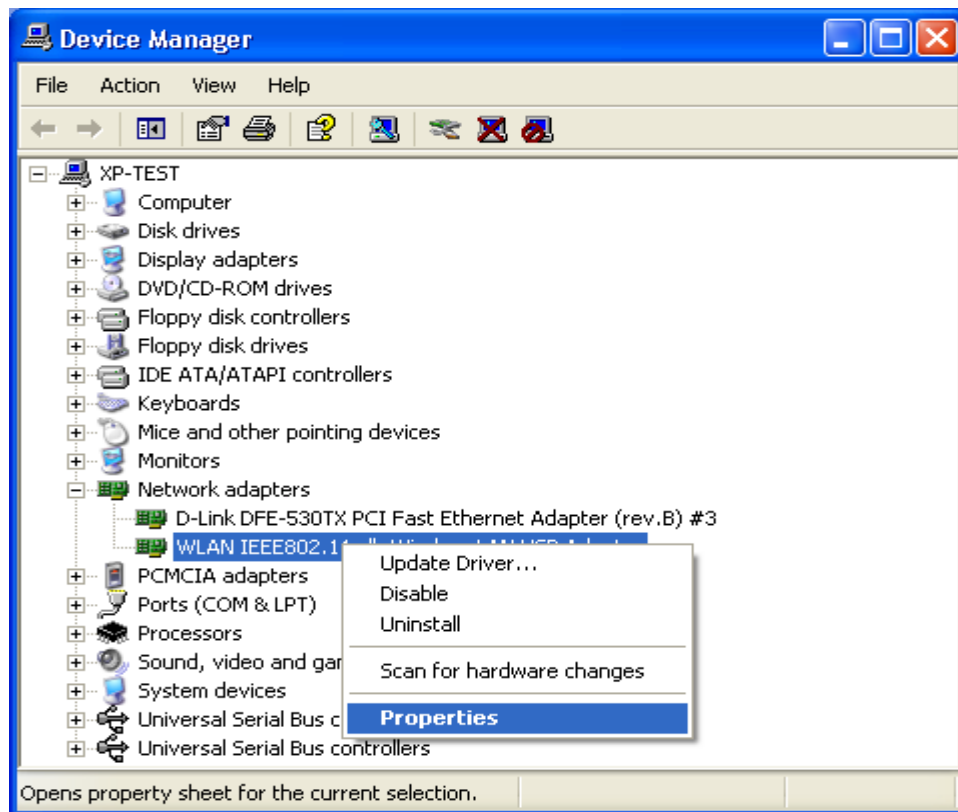 Device Manager
File Action View Help
XP-TEST
Computer
Disk drives
Display adapters
DVD/CD-ROM drives
Floppy disk controllers
Floppy disk drives
IDE ATA/ATAPI controllers
Keyboards
Mice and other pointing devices
Monitors
Network adapters
D-Link DFE-530TX PCI Fast Ethernet Adapter (rev.B) #3
WLAN IEEE802.11
Update Driver...
Disable
Uninstall
Scan for hardware changes
Properties
PCMCIA adapters
Ports (COM & LPT)
Processors
Sound, video and gar
System devices
Universal Serial Bus c
Universal Serial Bus controllers
Opens property sheet for the current selection.